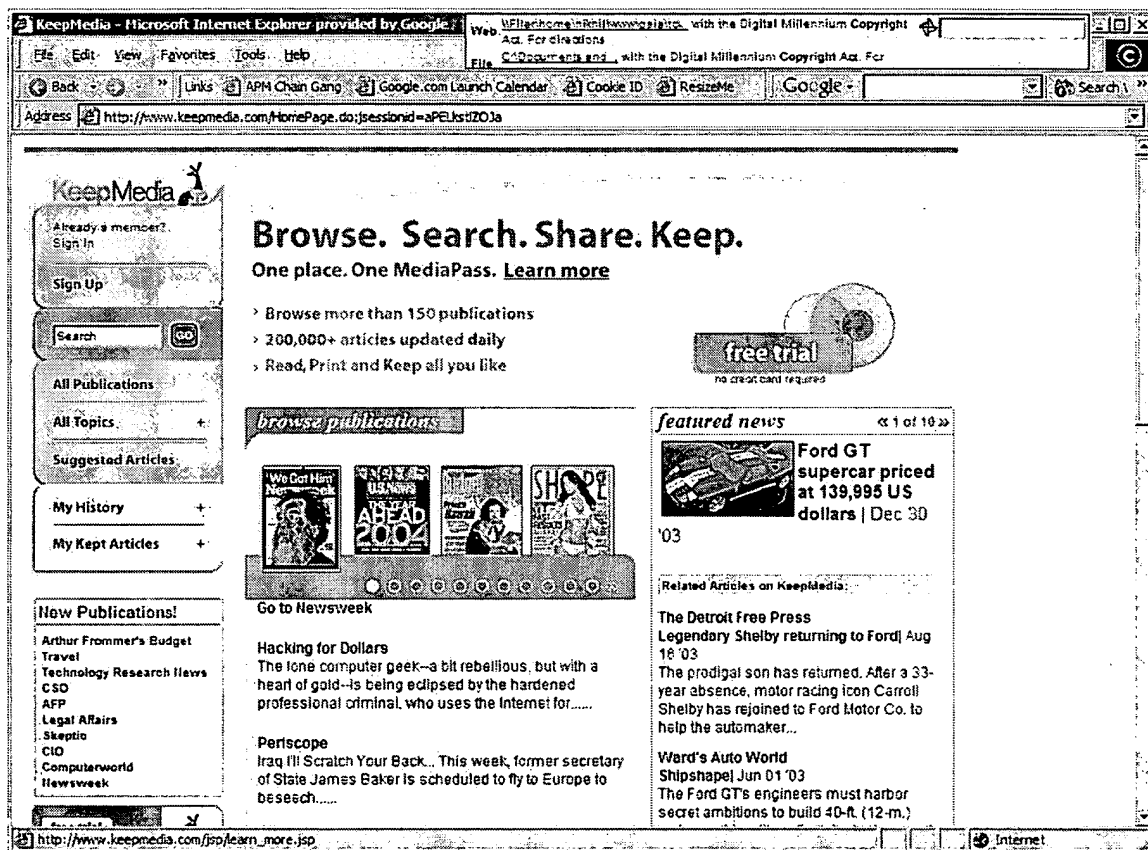 KeepMedia - Microsoft Internet Explorer provided by Google
Web. with the Digital Millennium Copyright
Act. For directions
File with the Digital Millennium Copyright Act. For
File Edit View Favorites Tools Help
Back » Links APM Chain Gang Google.com Launch Calendar Cookie ID ResizeMe Google Search »
Address http://www.keepmedia.com/HomePage.do;jsessionid=aPELkstIZOJa
KeepMedia
Already a member?
Sign In
Sign Up
Search GO
All Publications
All Topics +
Suggested Articles
My History +
My Kept Articles +
New Publications!
Arthur Frommer's Budget
Travel
Technology Research News
CSO
AFP
Legal Affairs
Skeptic
CIO
Computerworld
Newsweek
free trial
Browse. Search. Share. Keep.
One place. One MediaPass. Learn more
› Browse more than 150 publications
› 200,000+ articles updated daily
› Read, Print and Keep all you like
free trial
no credit card required
browse publications
'We Got Him'
Newsweek
U.S. News
AHEAD
2004
SHAPE
Go to Newsweek
Hacking for Dollars
The lone computer geek--a bit rebellious, but with a
heart of gold--is being eclipsed by the hardened
professional criminal, who uses the Internet for......
Periscope
Iraq I'll Scratch Your Back... This week, former secretary
of State James Baker is scheduled to fly to Europe to
beseech......
featured news « 1 of 10 »
Ford GT
supercar priced
at 139,995 US
dollars | Dec 30
'03
Related Articles on KeepMedia:
The Detroit Free Press
Legendary Shelby returning to Ford| Aug
18 '03
The prodigal son has returned. After a 33-
year absence, motor racing icon Carroll
Shelby has rejoined to Ford Motor Co. to
help the automaker...
Ward's Auto World
Shipshape| Jun 01 '03
The Ford GT's engineers must harbor
secret ambitions to build 40-ft. (12-m.)
http://www.keepmedia.com/jsp/learn_more.jsp Internet